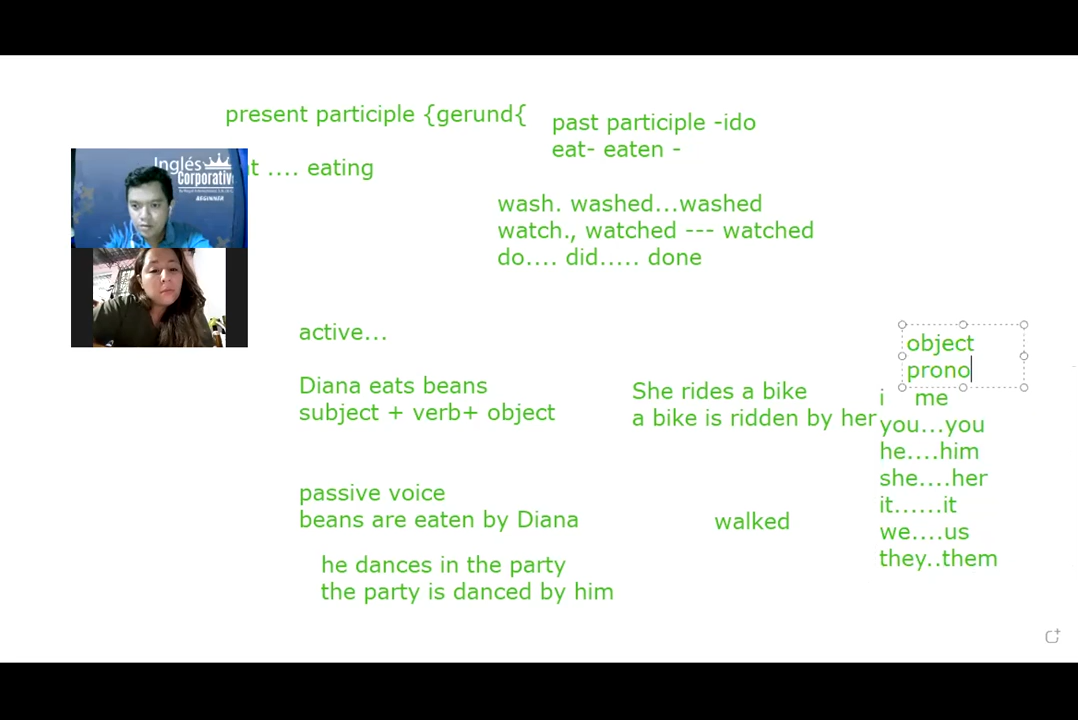 present participle {gerund{
past participle -ido
eat- eaten -
.... eating
Inglés
Corporativ
BEGINNER
wash. washed...washed
watch., watched --- watched
do.... did..... done
active...
Diana eats beans
subject + verb+ object
She rides a bike
a bike is ridden by her
object
prono
i me
you...you
he....him
she....her
it......it
we....us
they..them
passive voice
beans are eaten by Diana
walked
he dances in the party
the party is danced by him